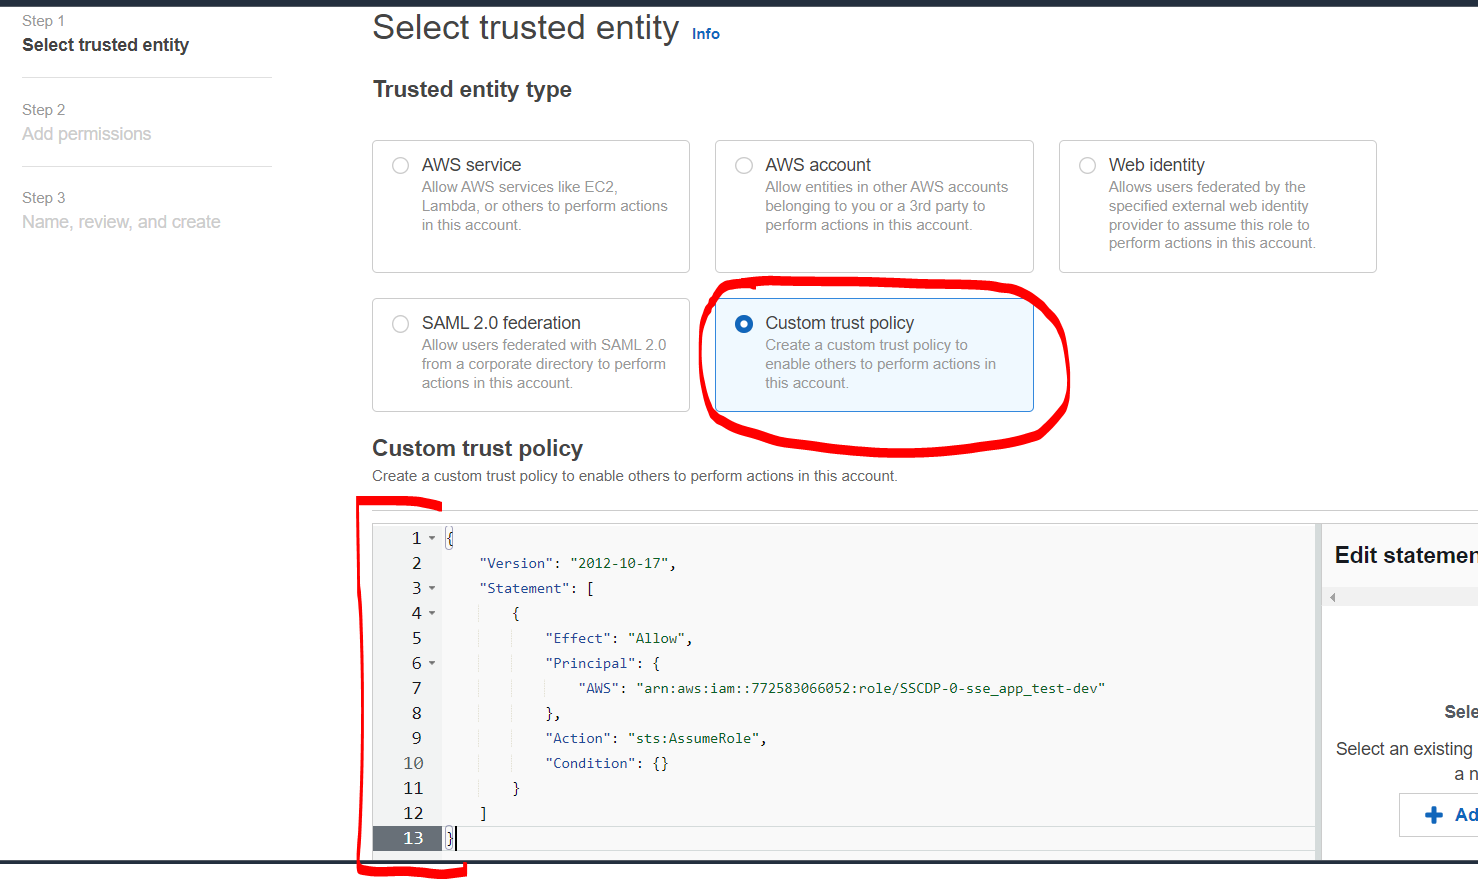 Step 1
Select trusted entity
Step 2
Add permissions
Step 3
Name, review, and create
Select trusted entity Info
Trusted entity type
AWS service
Allow AWS services like EC2,
Lambda, or others to perform actions
in this account.
AWS account
Allow entities in other AWS accounts
belonging to you or a 3rd party to
perform actions in this account.
Web identity
Allows users federated by the
specified external web identity
provider to assume this role to
perform actions in this account.
SAML 2.0 federation
Allow users federated with SAML 2.0
from a corporate directory to perform
actions in this account.
Custom trust policy
Create a custom trust policy to
enable others to perform actions in
this account.
Custom trust policy
Create a custom trust policy to enable others to perform actions in this account.
1 {
2 "Version": "2012-10-17",
3 "Statement": [
4 {
5 "Effect": "Allow",
6 "Principal": {
7 "AWS": "arn:aws:iam::772583066052:role/SSCDP-0-sse_app_test-dev"
8 },
9 "Action": "sts:AssumeRole",
10 "Condition": {}
11 }
12 ]
13 }
Edit statemen
Sele
Select an existing
a n
Ad